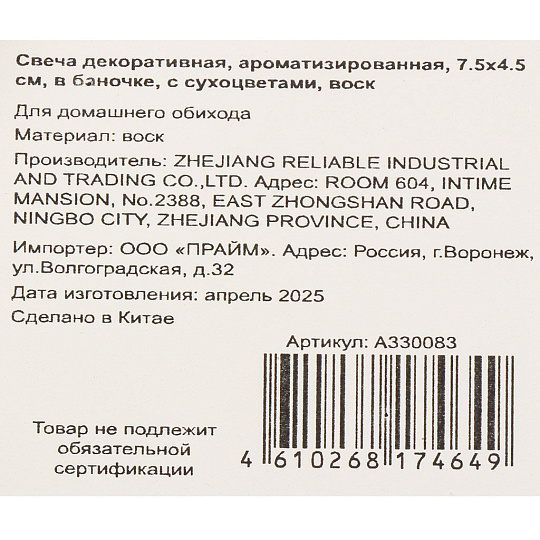 Свеча декоративная, ароматизированная, 7.5х4.5
см, в баночке, с сухоцветами, воск
Для домашнего обихода
Материал: воск
Производитель: ZHEJIANG RELIABLE INDUSTRIAL
AND TRADING CO.,LTD. Адрес: ROOM 604, INTIME
MANSION, No.2388, EAST ZHONGSHAN ROAD,
NINGBO CITY, ZHEJIANG PROVINCE, CHINA
Импортер: ООО «ПРАЙМ». Адрес: Россия, г.Воронеж,
ул.Волгоградская, д.32
Дата изготовления: апрель 2025
Сделано в Китае
Артикул: А330083
Товар не подлежит
обязательной
сертификации
4 610268 174649